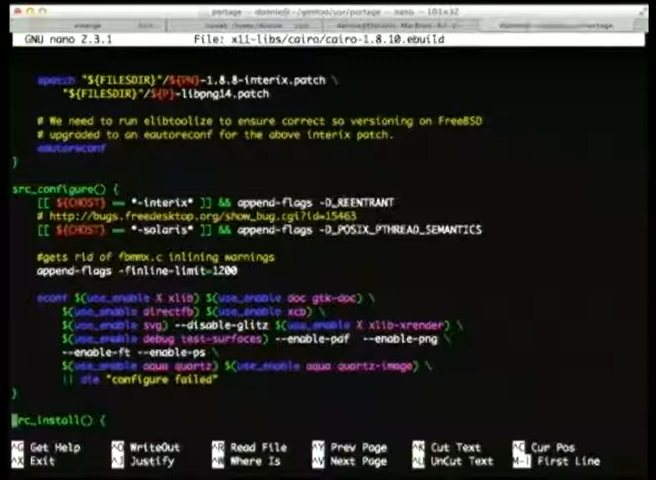 GNU nano 2.3.1 File: x11-libs/cairo/cairo-1.8.10.ebuild
epatch "${FILESDIR}"/${PN}-1.8.8-interix.patch \
"${FILESDIR}"/${P}-libpng14.patch
# We need to run elibtoolize to ensure correct so versioning on FreeBSD
# upgraded to an eautoreconf for the above interix patch.
eautoreconf
}
src_configure() {
[[ ${CHOST} == *-interix* ]] && append-flags -D_REENTRANT
# http://bugs.freedesktop.org/show_bug.cgi?id=15463
[[ ${CHOST} == *-solaris* ]] && append-flags -D_POSIX_PTHREAD_SEMANTICS
#gets rid of fbmmx.c inlining warnings
append-flags -finline-limit=1200
econf $(use_enable X xlib) $(use_enable doc gtk-doc) \
$(use_enable directfb) $(use_enable xcb) \
$(use_enable svg) --disable-glitz $(use_enable X xlib-xrender) \
$(use_enable debug test-surfaces) --enable-pdf --enable-png \
--enable-ft --enable-ps \
$(use_enable aqua quartz) $(use_enable aqua quartz-image) \
|| die "configure failed"
}
src_install() {
^G Get Help ^O WriteOut ^R Read File ^Y Prev Page ^K Cut Text ^C Cur Pos
^X Exit ^J Justify ^W Where Is ^V Next Page ^U UnCut Text M-\ First Line